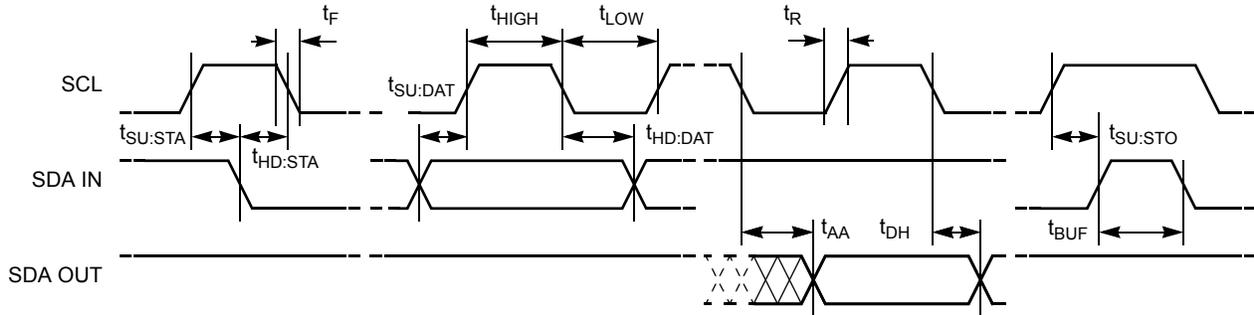 tF
tHIGH
tLOW
tR
SCL
tSU:DAT
tSU:STA
tHD:STA
tHD:DAT
tSU:STO
SDA IN
tAA
tDH
tBUF
SDA OUT